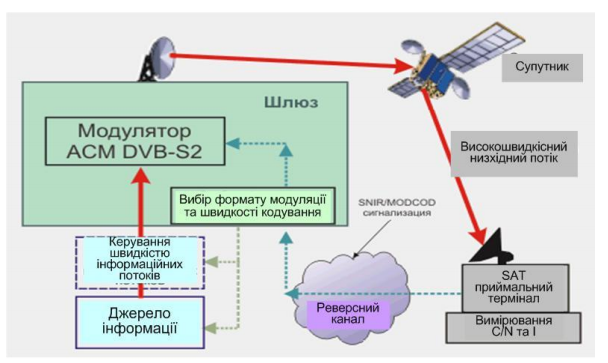 Супутник
Шлюз
Модулятор
ACM DVB-S2
Високошвидкісний
низхідний потік
Вибір формату модуляції
та швидкості кодування
SNIR/MODCOD
сигнализация
Керування
швидкістю
інформаційних
потоків
Джерело
інформації
Реверсний
канал
SAT
приймальний
термінал
Вимірювання
C/N та I